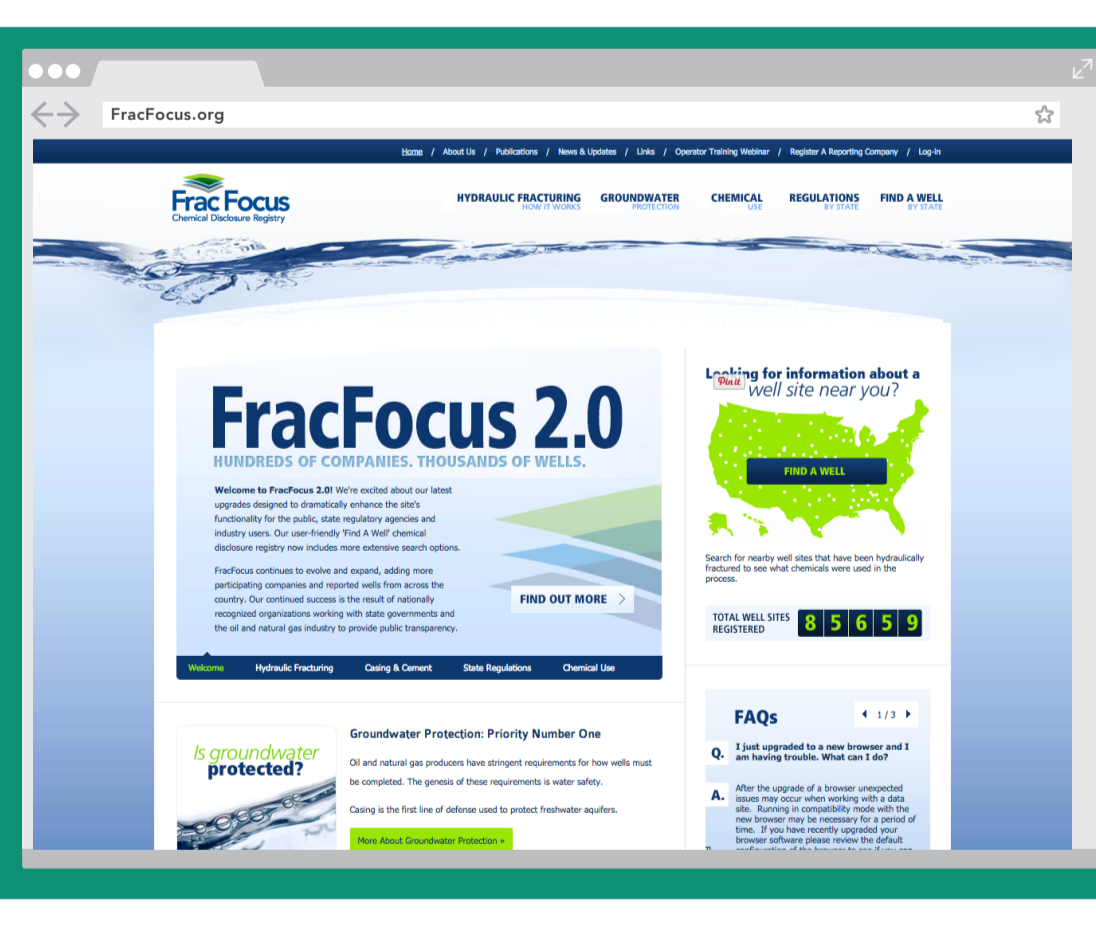 FracFocus.org
Home / About Us / Publications / News & Updates / Links / Operator Training Webinar / Register A Reporting Company / Log-in
Frac Focus
Chemical Disclosure Registry
HYDRAULIC FRACTURING
HOW IT WORKS
GROUNDWATER
PROTECTION
CHEMICAL
USE
REGULATIONS
BY STATE
FIND A WELL
BY STATE
FracFocus 2.0
HUNDREDS OF COMPANIES. THOUSANDS OF WELLS.
Welcome to FracFocus 2.0! We're excited about our latest
upgrades designed to dramatically enhance the site's
functionality for the public, state regulatory agencies and
industry users. Our user-friendly 'Find A Well' chemical
disclosure registry now includes more extensive search options.
FracFocus continues to evolve and expand, adding more
participating companies and reported wells from across the
country. Our continued success is the result of nationally
recognized organizations working with state governments and
the oil and natural gas industry to provide public transparency.
FIND OUT MORE
Welcome
Hydraulic Fracturing
Casing & Cement
State Regulations
Chemical Use
Looking for information about a
Pin it
well site near you?
FIND A WELL
Search for nearby well sites that have been hydraulically
fractured to see what chemicals were used in the
process.
TOTAL WELL SITES
REGISTERED
8 5 6 5 9
Is groundwater
protected?
Groundwater Protection: Priority Number One
Oil and natural gas producers have stringent requirements for how wells must
be completed. The genesis of these requirements is water safety.
Casing is the first line of defense used to protect freshwater aquifers.
More About Groundwater Protection »
FAQs
1 / 3
Q. I just upgraded to a new browser and I
am having trouble. What can I do?
A. After the upgrade of a browser unexpected
issues may occur when working with a data
site. Running in compatibility mode with the
new browser may be necessary for a period of
time. If you have recently upgraded your
browser software please review the default